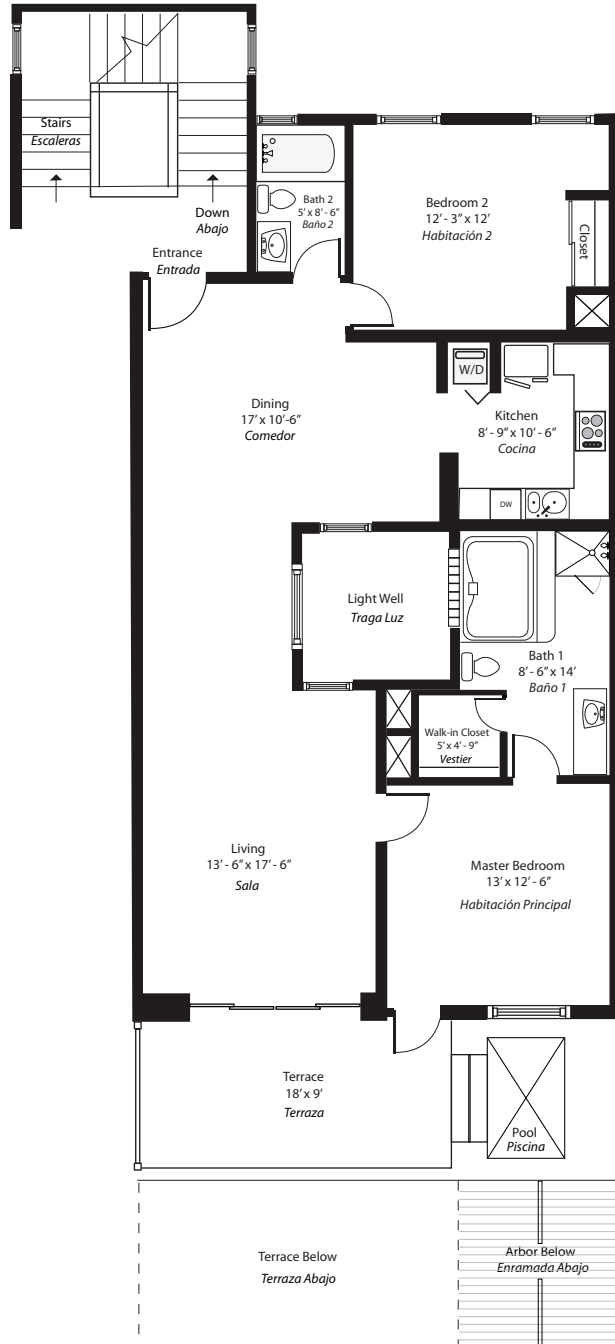 Stairs
Escaleras
Down
Abajo
Entrance
Entrada
Bath 2
5' x 8' - 6"
Baño 2
Bedroom 2
12' - 3" x 12'
Habitación 2
Closet
W/D
Dining
17' x 10'-6"
Comedor
Kitchen
8' - 9" x 10' - 6"
Cocina
DW
Light Well
Traga Luz
Bath 1
8' - 6" x 14'
Baño 1
Walk-in Closet
5' x 4' - 9"
Vestier
Living
13' - 6" x 17' - 6"
Sala
Master Bedroom
13' x 12' - 6"
Habitación Principal
Terrace
18' x 9'
Terraza
Pool
Piscina
Terrace Below
Terraza Abajo
Arbor Below
Enramada Abajo